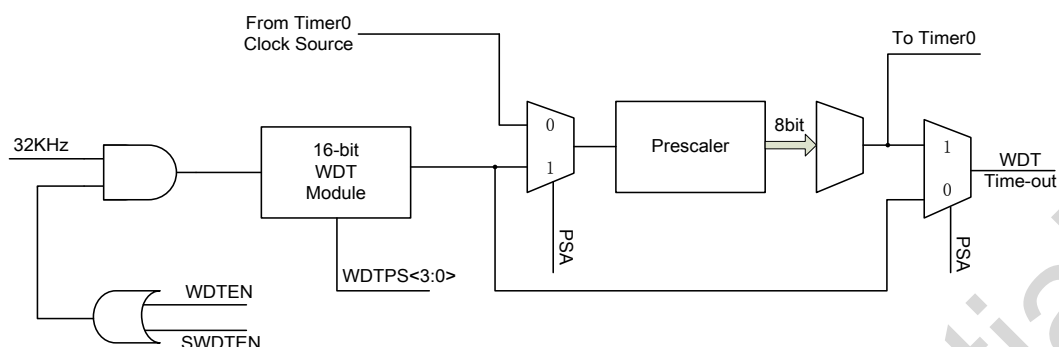 From Timer0
Clock Source
To Timer0
32KHz
16-bit
WDT
Module
0
1
Prescaler
8bit
1
0
WDT
Time-out
PSA
PSA
WDTPS<3:0>
WDTEN
SWDTEN